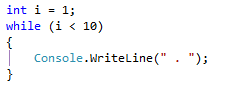 int i = 1;
while (i < 10)
{
    Console.WriteLine(" . ");
}